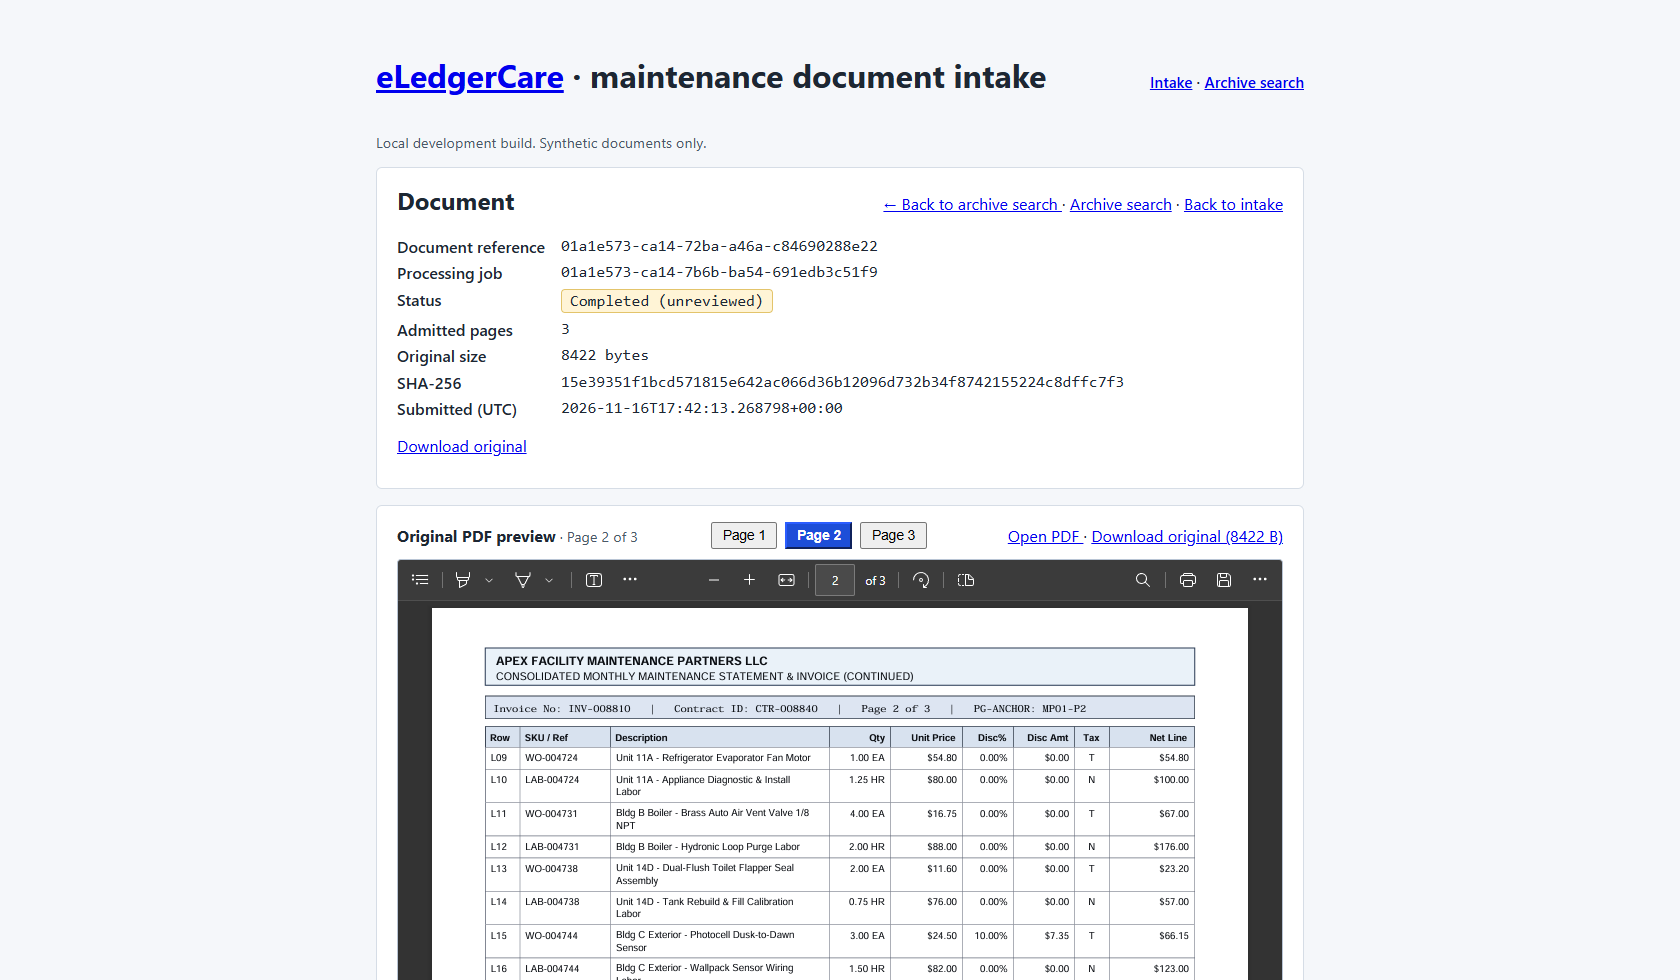 eLedgerCare · maintenance document intake
Intake · Archive search
Local development build. Synthetic documents only.
Document
← Back to archive search · Archive search · Back to intake
Document reference 01a1e573-ca14-72ba-a46a-c84690288e22
Processing job 01a1e573-ca14-7b6b-ba54-691edb3c51f9
Status Completed (unreviewed)
Admitted pages 3
Original size 8422 bytes
SHA-256 15e39351f1bcd571815e642ac066d36b12096d732b34f8742155224c8dffc7f3
Submitted (UTC) 2026-11-16T17:42:13.268798+00:00
Download original
Original PDF preview · Page 2 of 3
Page 1 Page 2 Page 3
Open PDF · Download original (8422 B)
2 of 3
APEX FACILITY MAINTENANCE PARTNERS LLC
CONSOLIDATED MONTHLY MAINTENANCE STATEMENT & INVOICE (CONTINUED)
Invoice No: INV-008810 | Contract ID: CTR-008840 | Page 2 of 3 | PG-ANCHOR: MP01-P2
Row SKU / Ref Description Qty Unit Price Disc% Disc Amt Tax Net Line
L09 WO-004724 Unit 11A - Refrigerator Evaporator Fan Motor 1.00 EA $54.80 0.00% $0.00 T $54.80
L10 LAB-004724 Unit 11A - Appliance Diagnostic & Install 1.25 HR $80.00 0.00% $0.00 N $100.00
Labor
L11 WO-004731 Bldg B Boiler - Brass Auto Air Vent Valve 1/8 4.00 EA $16.75 0.00% $0.00 T $67.00
NPT
L12 LAB-004731 Bldg B Boiler - Hydronic Loop Purge Labor 2.00 HR $88.00 0.00% $0.00 N $176.00
L13 WO-004738 Unit 14D - Dual-Flush Toilet Flapper Seal 2.00 EA $11.60 0.00% $0.00 T $23.20
Assembly
L14 LAB-004738 Unit 14D - Tank Rebuild & Fill Calibration 0.75 HR $76.00 0.00% $0.00 N $57.00
Labor
L15 WO-004744 Bldg C Exterior - Photocell Dusk-to-Dawn 3.00 EA $24.50 10.00% $7.35 T $66.15
Sensor
L16 LAB-004744 Bldg C Exterior - Wallpack Sensor Wiring 1.50 HR $82.00 0.00% $0.00 N $123.00